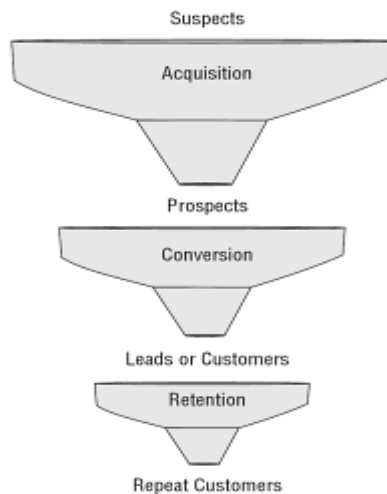 Suspects
Acquisition
Prospects
Conversion
Leads or Customers
Retention
Repeat Customers